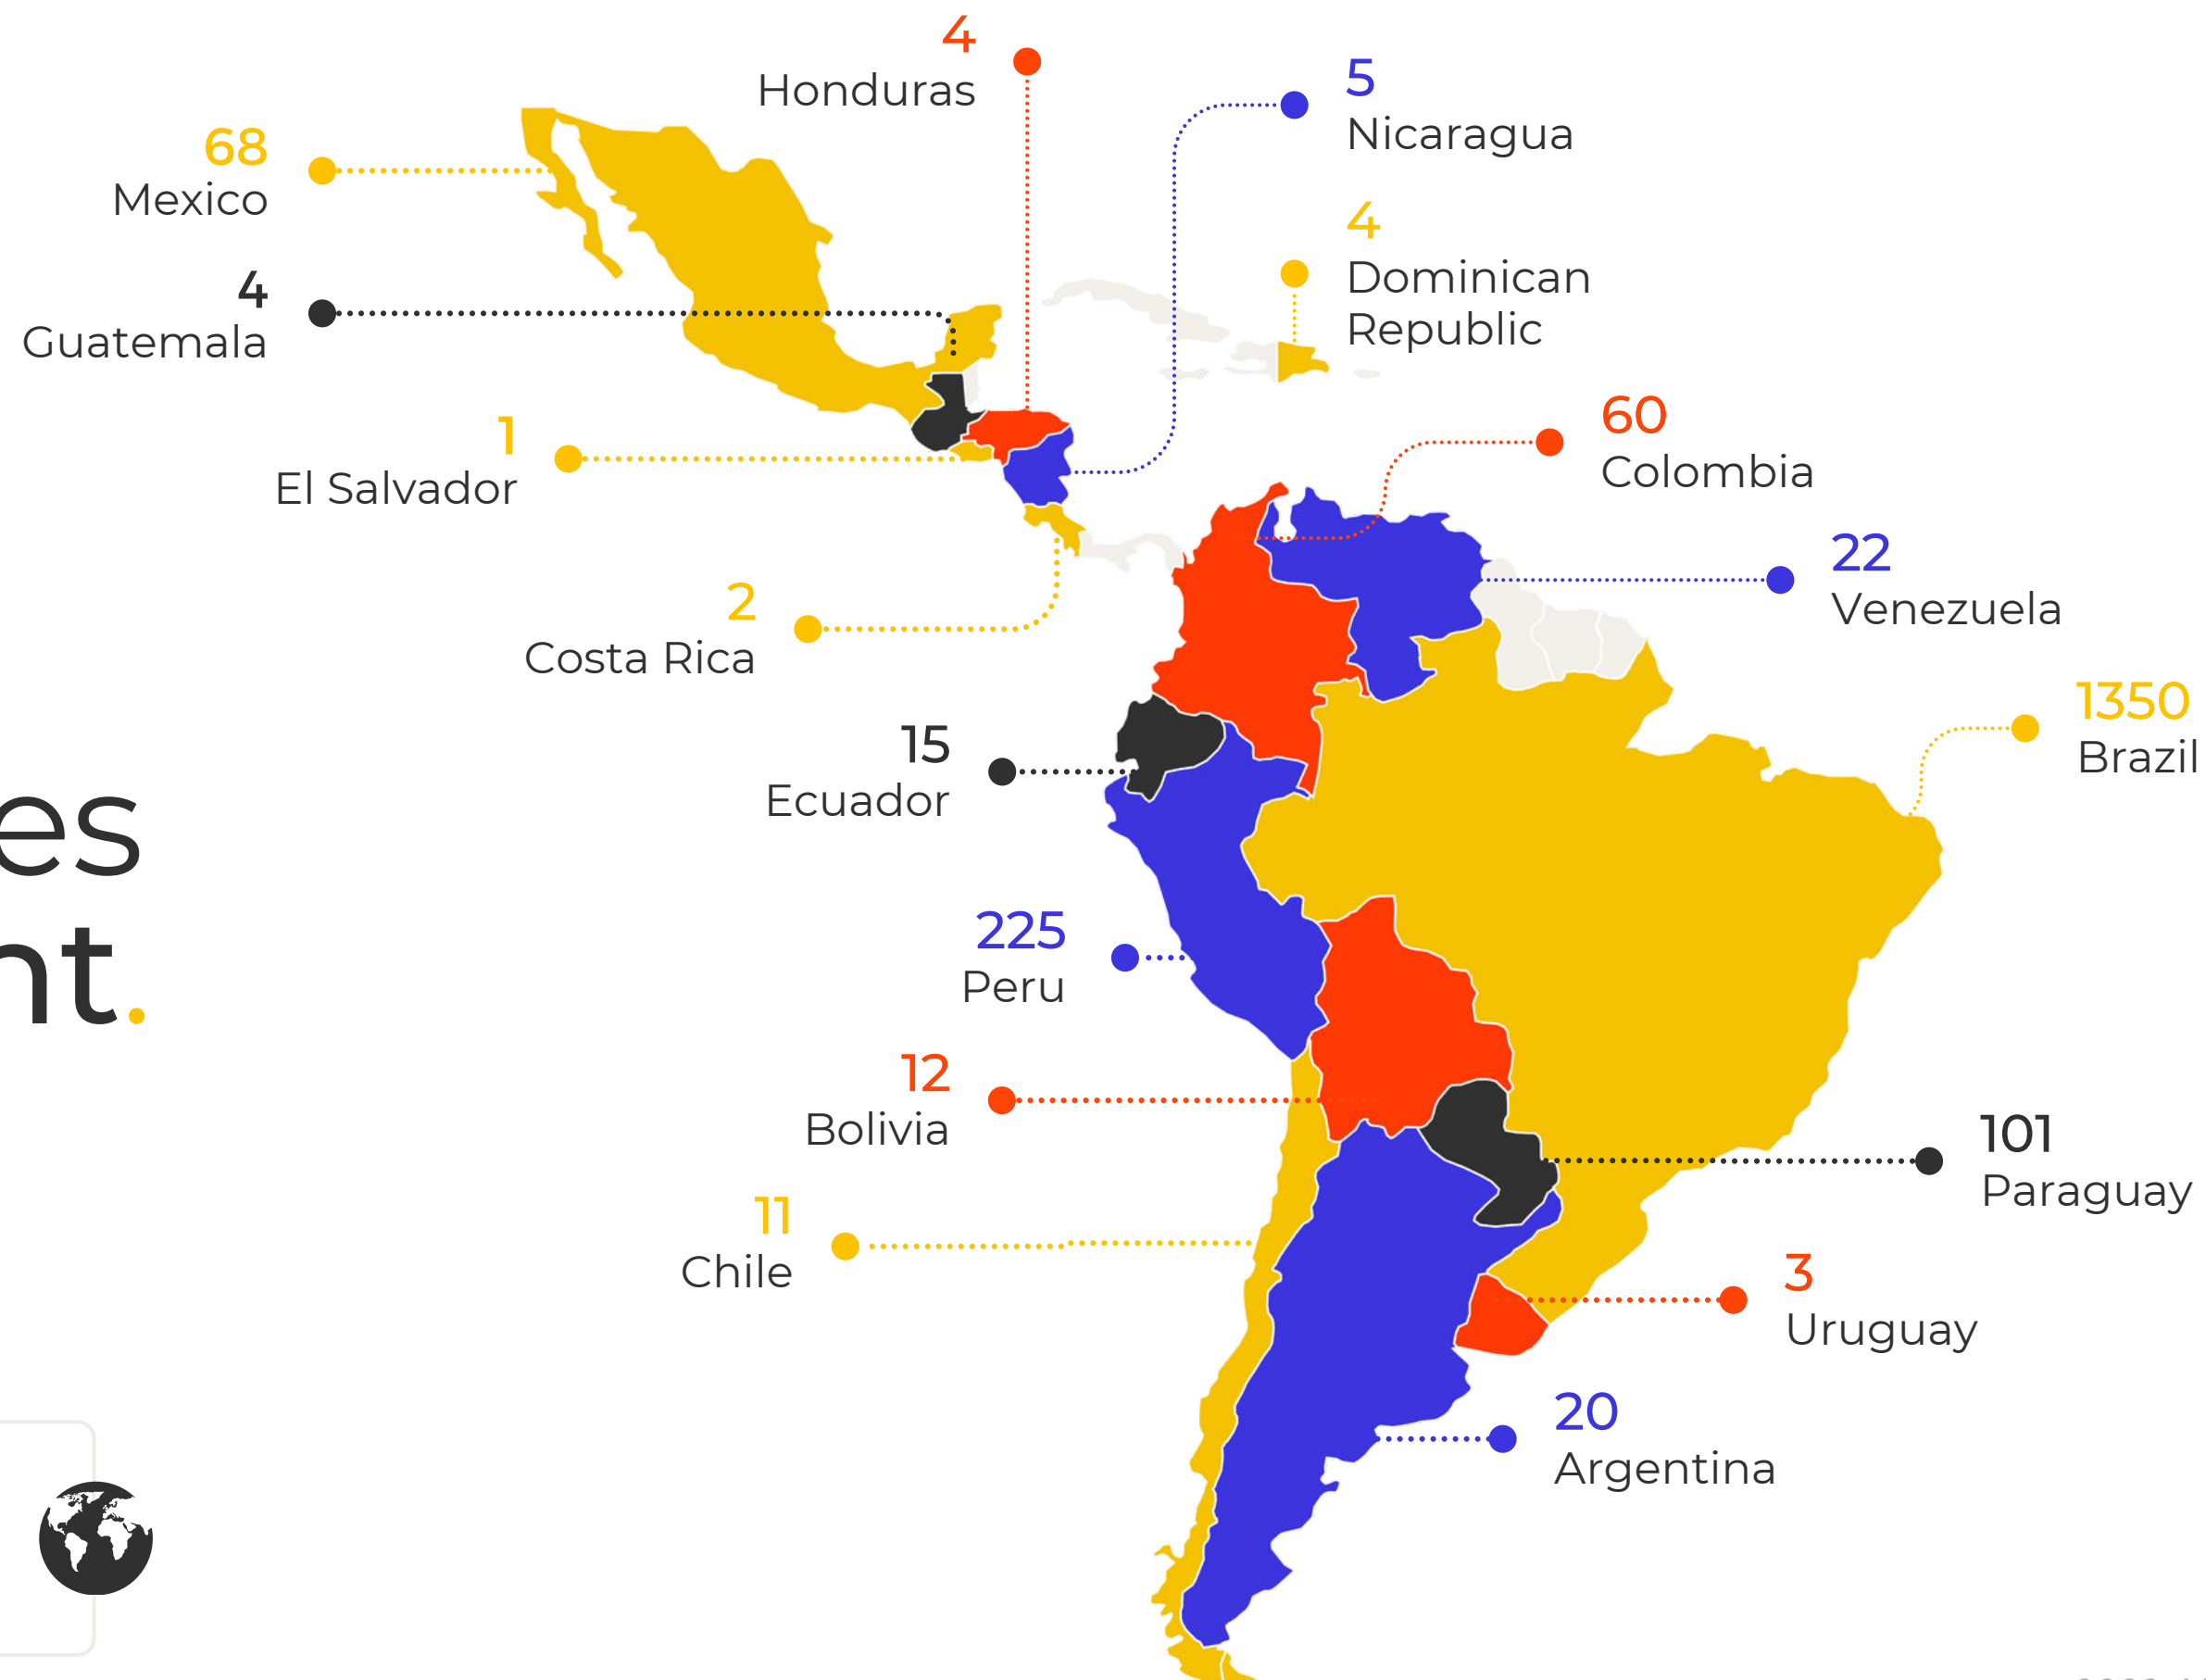 4
Honduras
5
Nicaragua
68
Mexico
4
Dominican
Republic
4
Guatemala
60
Colombia
1
El Salvador
22
Venezuela
2
Costa Rica
1350
Brazil
15
Ecuador
es
nt.
225
Peru
12
Bolivia
101
Paraguay
11
Chile
3
Uruguay
20
Argentina